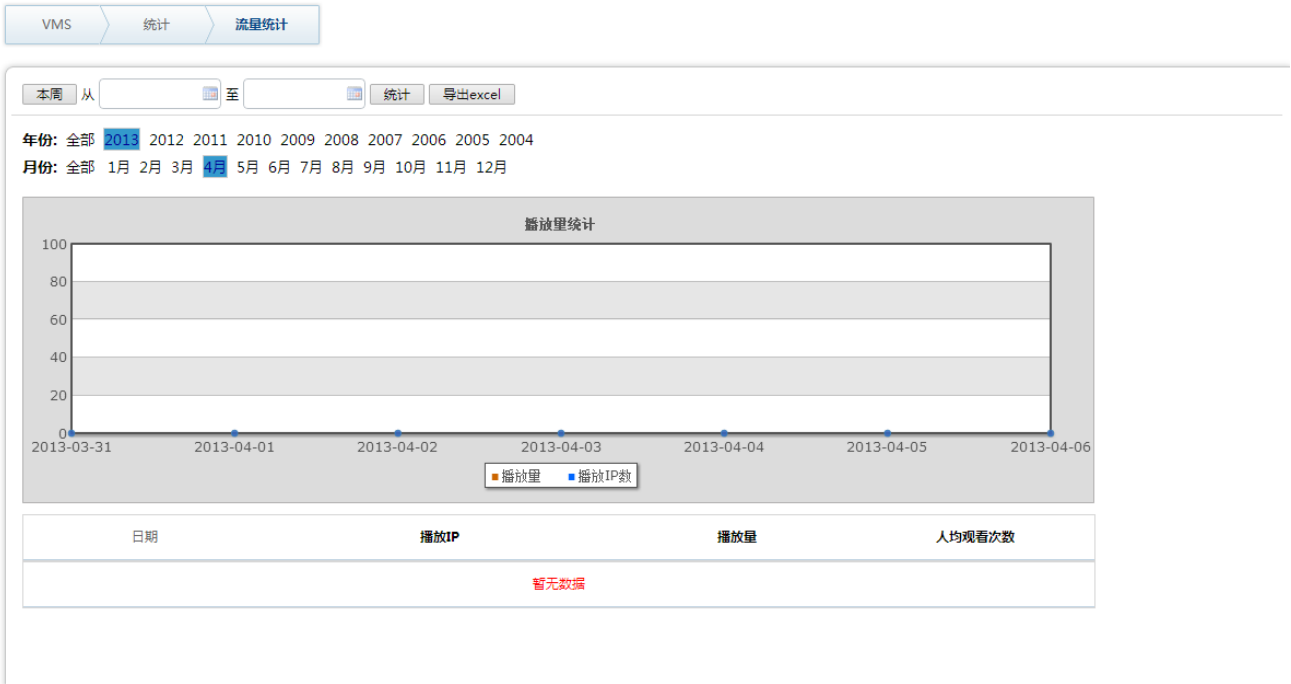 VMS 统计 流量统计
本周 从 至 统计 导出excel
年份: 全部 2013 2012 2011 2010 2009 2008 2007 2006 2005 2004
月份: 全部 1月 2月 3月 4月 5月 6月 7月 8月 9月 10月 11月 12月
播放量统计
100
80
60
40
20
0
2013-03-31 2013-04-01 2013-04-02 2013-04-03 2013-04-04 2013-04-05 2013-04-06
播放量 播放IP数
日期 播放IP 播放量 人均观看次数
暂无数据